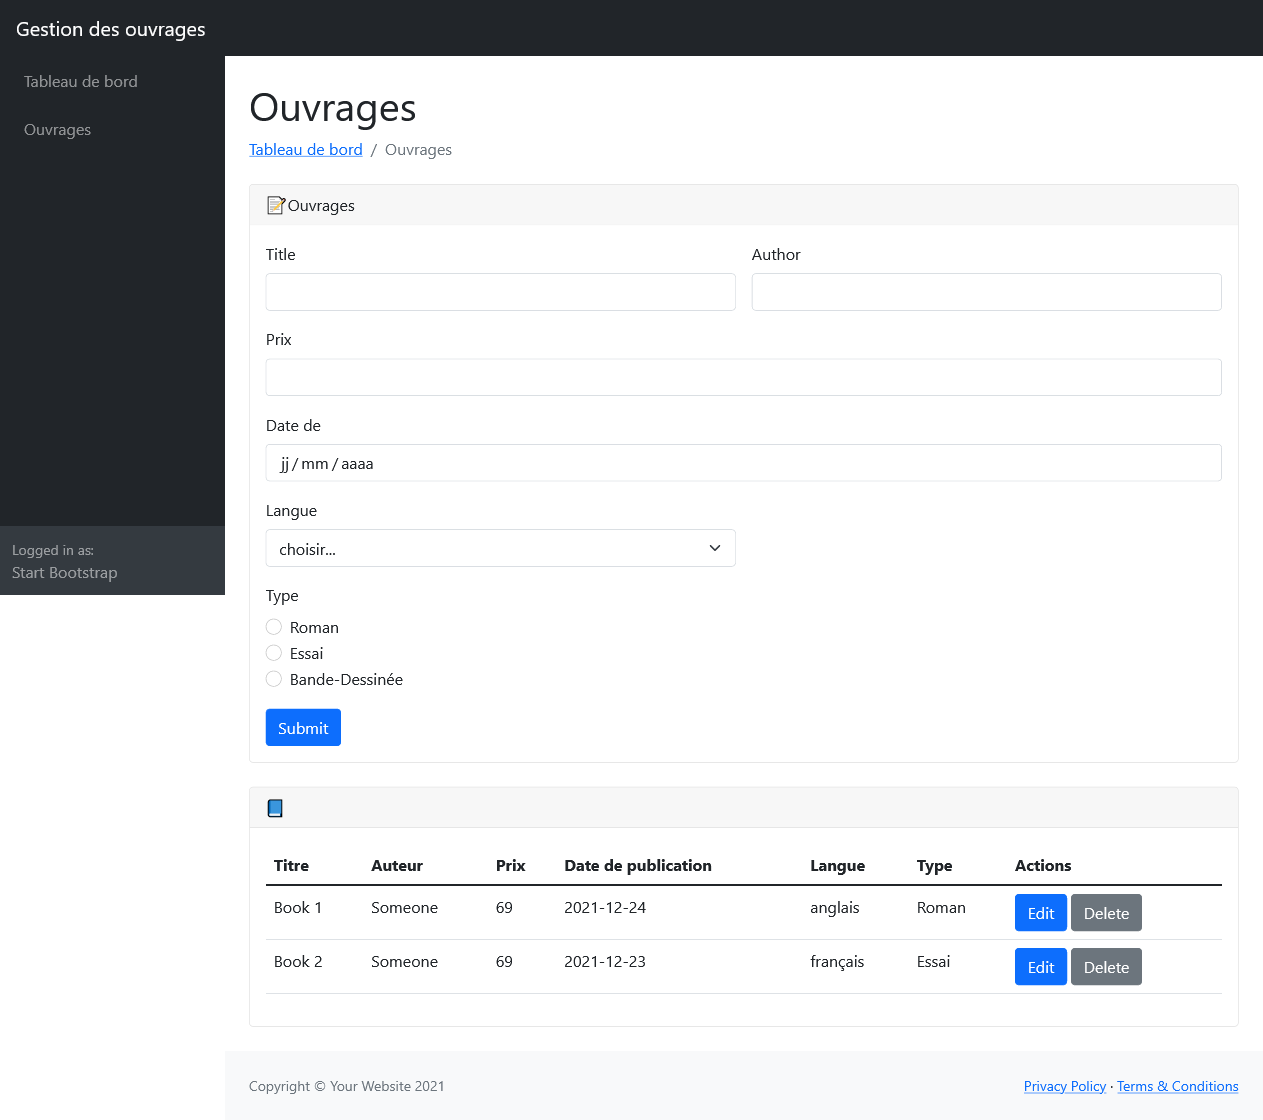 Gestion des ouvrages
Tableau de bord
Ouvrages
Logged in as:
Start Bootstrap
Ouvrages
Tableau de bord / Ouvrages
Ouvrages
Title Author
Prix
Date de
jj / mm / aaaa
Langue
choisir...
Type
Roman
Essai
Bande-Dessinée
Submit
Titre Auteur Prix Date de publication Langue Type Actions
Book 1 Someone 69 2021-12-24 anglais Roman Edit Delete
Book 2 Someone 69 2021-12-23 français Essai Edit Delete
Copyright © Your Website 2021 Privacy Policy · Terms & Conditions